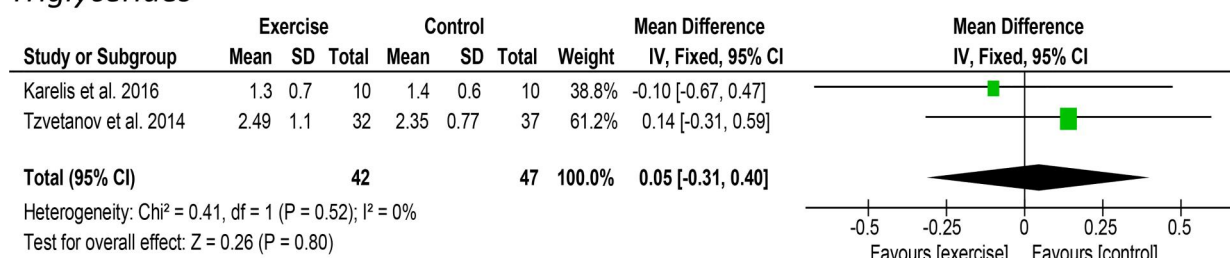 Triglycerides
Exercise Control Mean Difference Mean Difference
Study or Subgroup Mean SD Total Mean SD Total Weight IV, Fixed, 95% CI IV, Fixed, 95% CI
Karelis et al. 2016 1.3 0.7 10 1.4 0.6 10 38.8% -0.10 [-0.67, 0.47]
Tzvetanov et al. 2014 2.49 1.1 32 2.35 0.77 37 61.2% 0.14 [-0.31, 0.59]
Total (95% CI) 42 47 100.0% 0.05 [-0.31, 0.40]
Heterogeneity: Chi² = 0.41, df = 1 (P = 0.52); I² = 0%
Test for overall effect: Z = 0.26 (P = 0.80)
-0.5 -0.25 0 0.25 0.5
Favours [exercise] Favours [control]